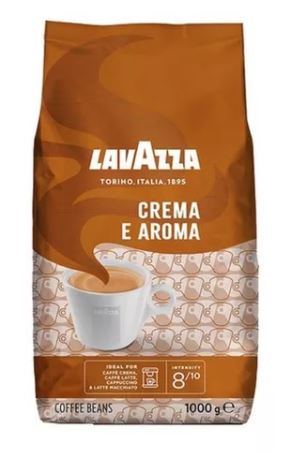 LAVAZZA
TORINO, ITALIA, 1895
CREMA
E AROMA
IDEAL FOR
CAFFÈ CREMA,
CAFFÈ LATTE,
CAPPUCCINO
& LATTE MACCHIATO
INTENSITY
8/10
COFFEE BEANS
1000 g ℮